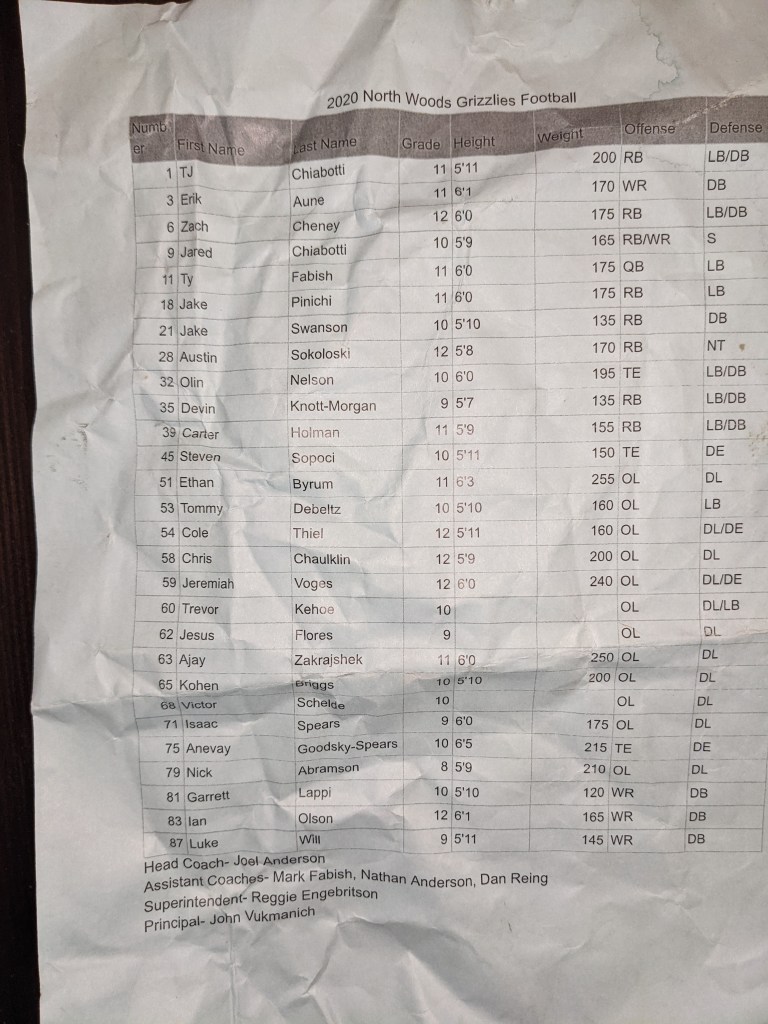 2020 North Woods Grizzlies Football
Number First Name Last Name Grade Height Weight Offense Defense
1 TJ Chiabotti 11 5'11 200 RB LB/DB
3 Erik Aune 11 6'1 170 WR DB
6 Zach Cheney 12 6'0 175 RB LB/DB
9 Jared Chiabotti 10 5'9 165 RB/WR S
11 Ty Fabish 11 6'0 175 QB LB
18 Jake Pinichi 11 6'0 175 RB LB
21 Jake Swanson 10 5'10 135 RB DB
28 Austin Sokoloski 12 5'8 170 RB NT
32 Olin Nelson 10 6'0 195 TE LB/DB
35 Devin Knott-Morgan 9 5'7 135 RB LB/DB
39 Carter Holman 11 5'9 155 RB LB/DB
45 Steven Sopoci 10 5'11 150 TE DE
51 Ethan Byrum 11 6'3 255 OL DL
53 Tommy Debeltz 10 5'10 160 OL LB
54 Cole Thiel 12 5'11 160 OL DL/DE
58 Chris Chaulklin 12 5'9 200 OL DL
59 Jeremiah Voges 12 6'0 240 OL DL/DE
60 Trevor Kehoe 10 OL DL/LB
62 Jesus Flores 9 OL DL
63 Ajay Zakrajshek 11 6'0 250 OL DL
65 Kohen Briggs 10 5'10 200 OL DL
68 Victor Schelde 10 OL DL
71 Isaac Spears 9 6'0 175 OL DL
75 Anevay Goodsky-Spears 10 6'5 215 TE DE
79 Nick Abramson 8 5'9 210 OL DL
81 Garrett Lappi 10 5'10 120 WR DB
83 Ian Olson 12 6'1 165 WR DB
87 Luke Will 9 5'11 145 WR DB
Head Coach- Joel Anderson
Assistant Coaches- Mark Fabish, Nathan Anderson, Dan Reing
Superintendent- Reggie Engebritson
Principal- John Vukmanich